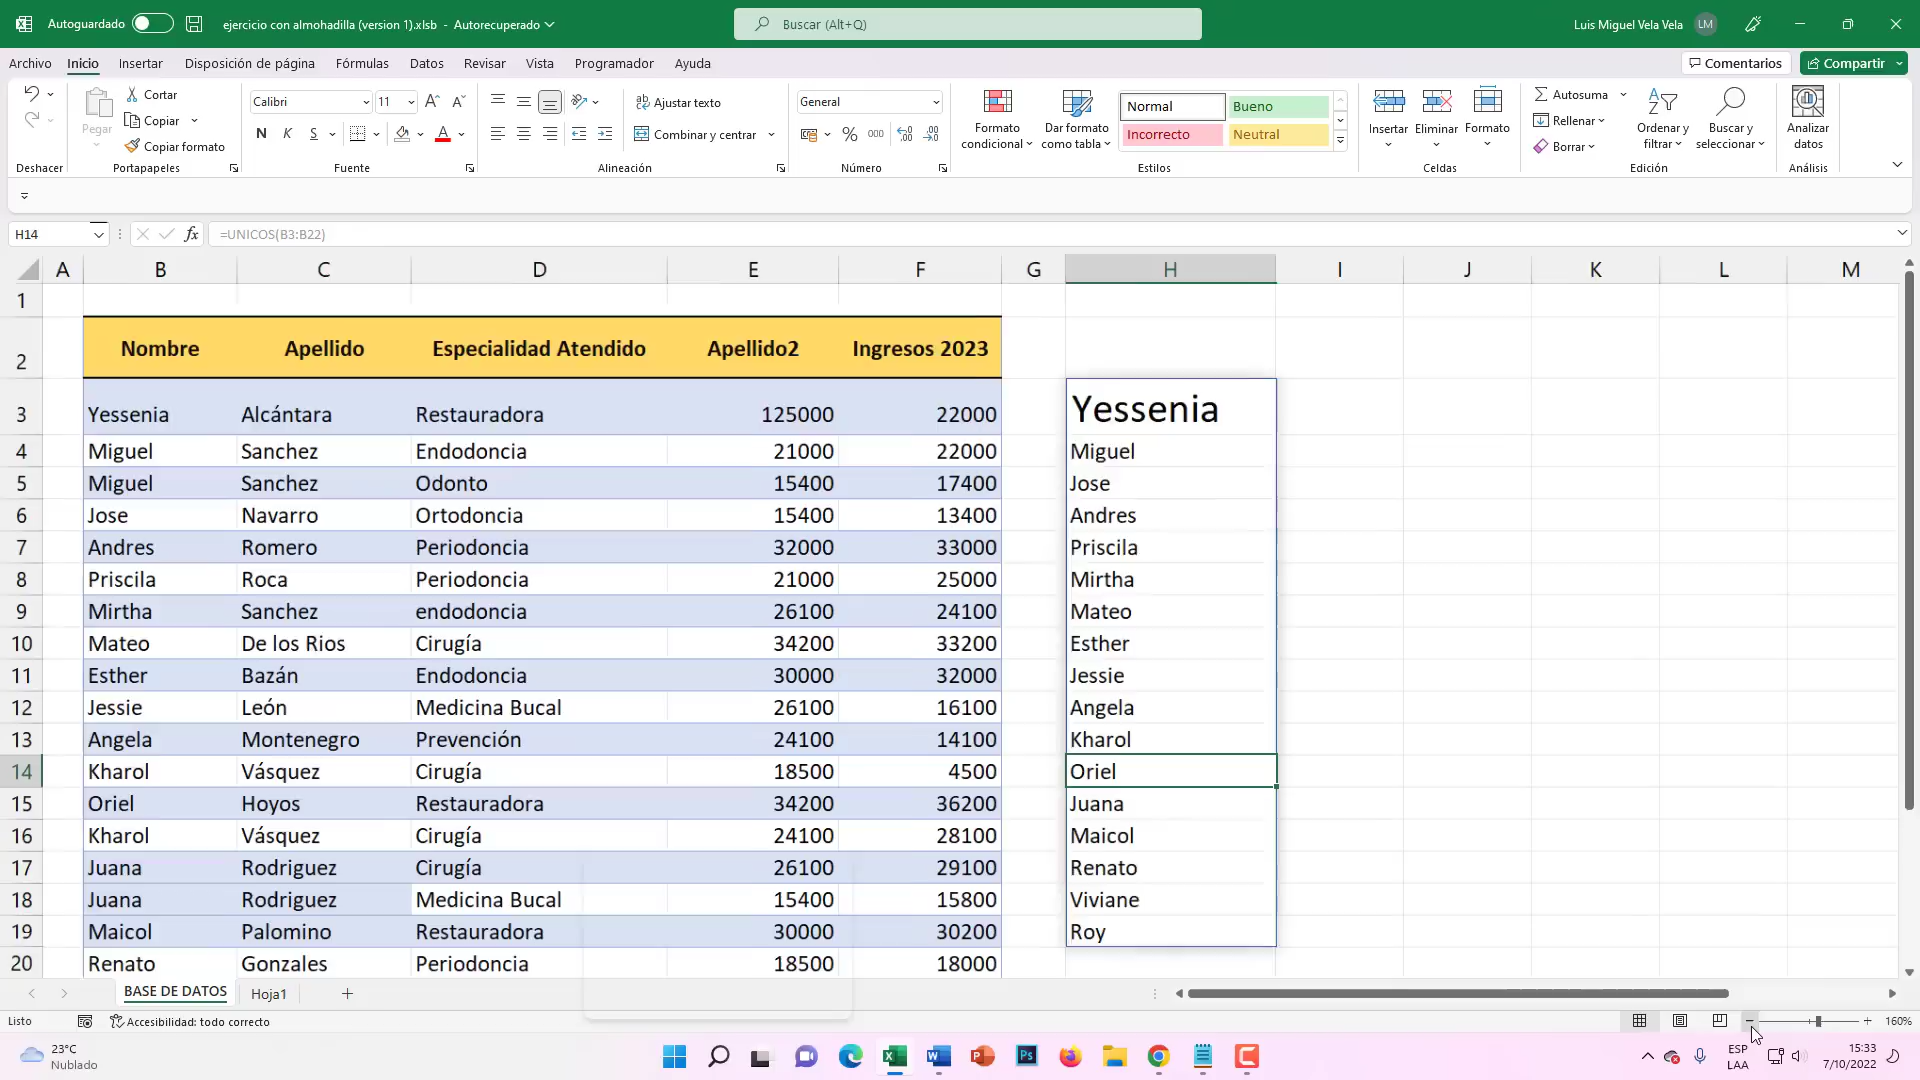 Autoguardado ejercicio con almohadilla (version 1).xlsb - Autorecuperado Buscar (Alt+Q) Luis Miguel Vela Vela LM
Archivo Inicio Insertar Disposición de página Fórmulas Datos Revisar Vista Programador Ayuda Comentarios Compartir
Cortar
Copiar
Copiar formato
Pegar
Calibri 11
N K S
Ajustar texto
Combinar y centrar
General
% 000
Formato condicional
Dar formato como tabla
Normal Bueno
Incorrecto Neutral
Insertar Eliminar Formato
Autosuma
Rellenar
Borrar
Ordenar y filtrar
Buscar y seleccionar
Analizar datos
Deshacer Portapapeles Fuente Alineación Número Estilos Celdas Edición Análisis
H14 fx =UNICOS(B3:B22)
A B C D E F G H I J K L M
1
2 Nombre Apellido Especialidad Atendido Apellido2 Ingresos 2023
3 Yessenia Alcántara Restauradora 125000 22000 Yessenia
4 Miguel Sanchez Endodoncia 21000 22000 Miguel
5 Miguel Sanchez Odonto 15400 17400 Jose
6 Jose Navarro Ortodoncia 15400 13400 Andres
7 Andres Romero Periodoncia 32000 33000 Priscila
8 Priscila Roca Periodoncia 21000 25000 Mirtha
9 Mirtha Sanchez endodoncia 26100 24100 Mateo
10 Mateo De los Rios Cirugía 34200 33200 Esther
11 Esther Bazán Endodoncia 30000 32000 Jessie
12 Jessie León Medicina Bucal 26100 16100 Angela
13 Angela Montenegro Prevención 24100 14100 Kharol
14 Kharol Vásquez Cirugía 18500 4500 Oriel
15 Oriel Hoyos Restauradora 34200 36200 Juana
16 Kharol Vásquez Cirugía 24100 28100 Maicol
17 Juana Rodriguez Cirugía 26100 29100 Renato
18 Juana Rodriguez Medicina Bucal 15400 15800 Viviane
19 Maicol Palomino Restauradora 30000 30200 Roy
20 Renato Gonzales Periodoncia 18500 18000
BASE DE DATOS Hoja1
Listo Accesibilidad: todo correcto 160%
23°C
Nublado
ESP
LAA
15:33
7/10/2022